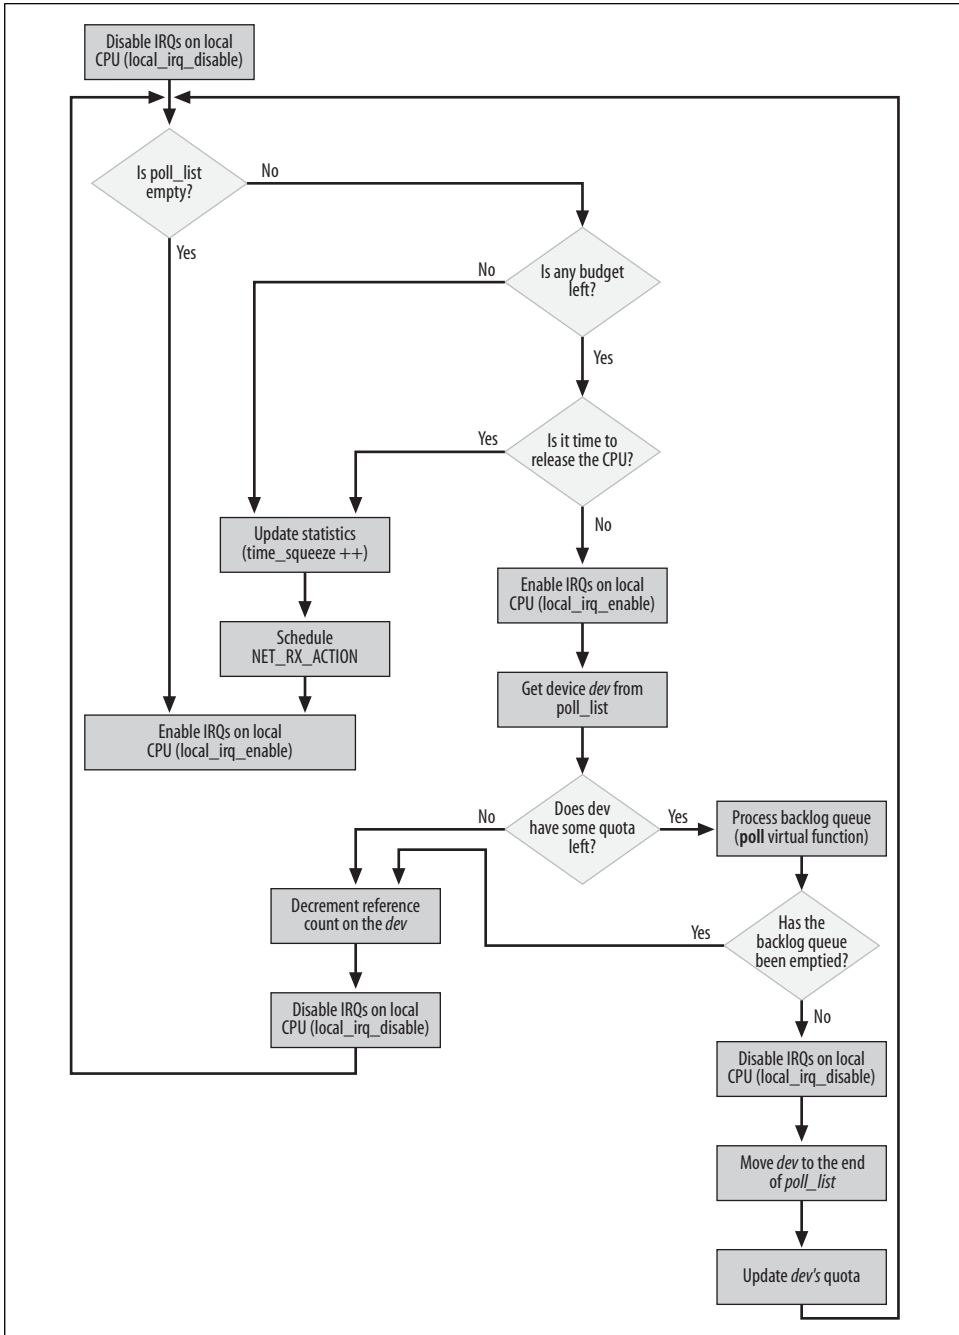 Disable IRQs on local
CPU (local_irq_disable)
Is poll_list
empty?
No
Yes
Is any budget
left?
No
Yes
Is it time to
release the CPU?
Yes
No
Update statistics
(time_squeeze ++)
Enable IRQs on local
CPU (local_irq_enable)
Schedule
NET_RX_ACTION
Get device dev from
poll_list
Enable IRQs on local
CPU (local_irq_enable)
Does dev
have some quota
left?
No
Yes
Process backlog queue
(poll virtual function)
Decrement reference
count on the dev
Has the
backlog queue
been emptied?
Yes
No
Disable IRQs on local
CPU (local_irq_disable)
Disable IRQs on local
CPU (local_irq_disable)
Move dev to the end
of poll_list
Update dev's quota